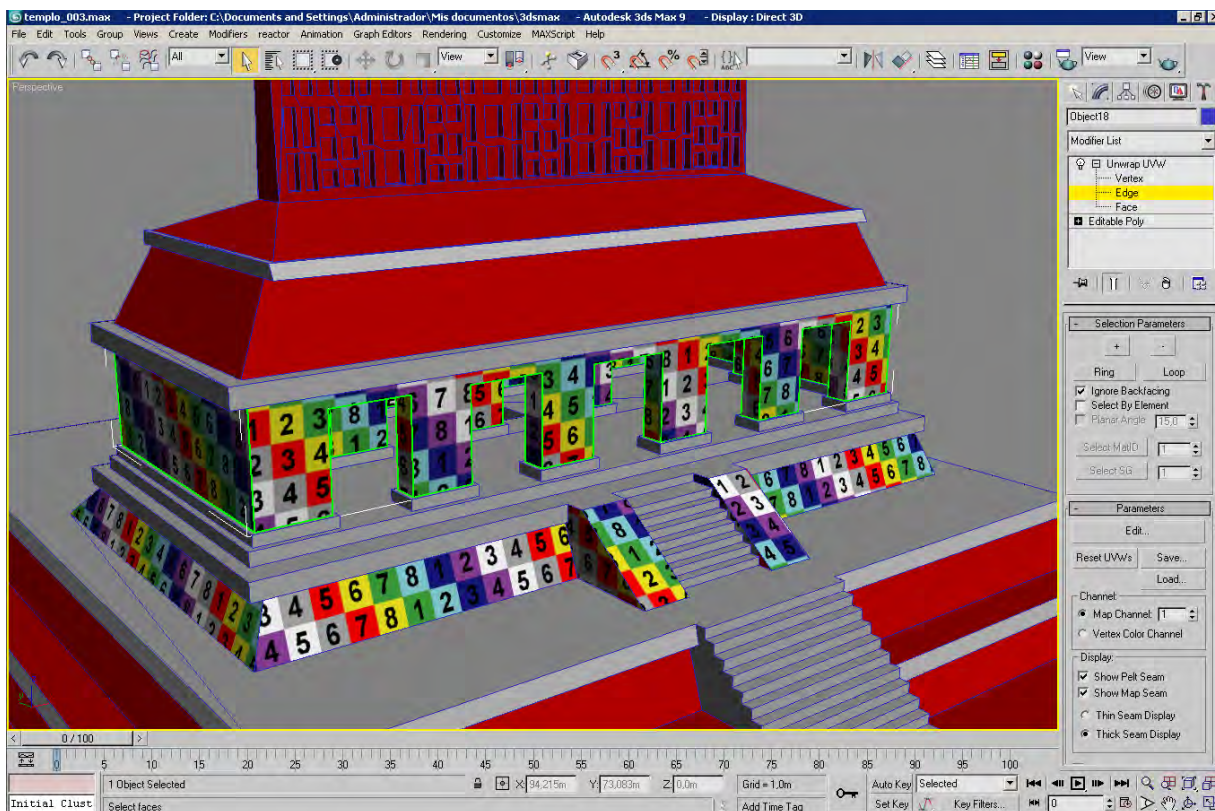 templo_003.max - Project Folder: C:\Documents and Settings\Administrador\Mis documentos\3dsmax - Autodesk 3ds Max 9 - Display : Direct 3D
File Edit Tools Group Views Create Modifiers reactor Animation Graph Editors Rendering Customize MAXScript Help
All View View
Perspective
Object18
Modifier List
Unwrap UVW
Vertex
Edge
Face
Editable Poly
- Selection Parameters
+ -
Ring Loop
Ignore Backfacing
Select By Element
Planar Angle 15,0
Select MatID 1
Select SG 1
- Parameters
Edit...
Reset UVWs Save...
Load...
Channel:
Map Channel: 1
Vertex Color Channel
Display:
Show Pelt Seam
Show Map Seam
Thin Seam Display
Thick Seam Display
< 0 / 100 >
0 5 10 15 20 25 30 35 40 45 50 55 60 65 70 75 80 85 90 95 100
1 Object Selected X: 94,215m Y: 73,083m Z: 0,0m Grid = 1,0m Auto Key Selected
Initial Clust Select faces Add Time Tag Set Key Key Filters... 0